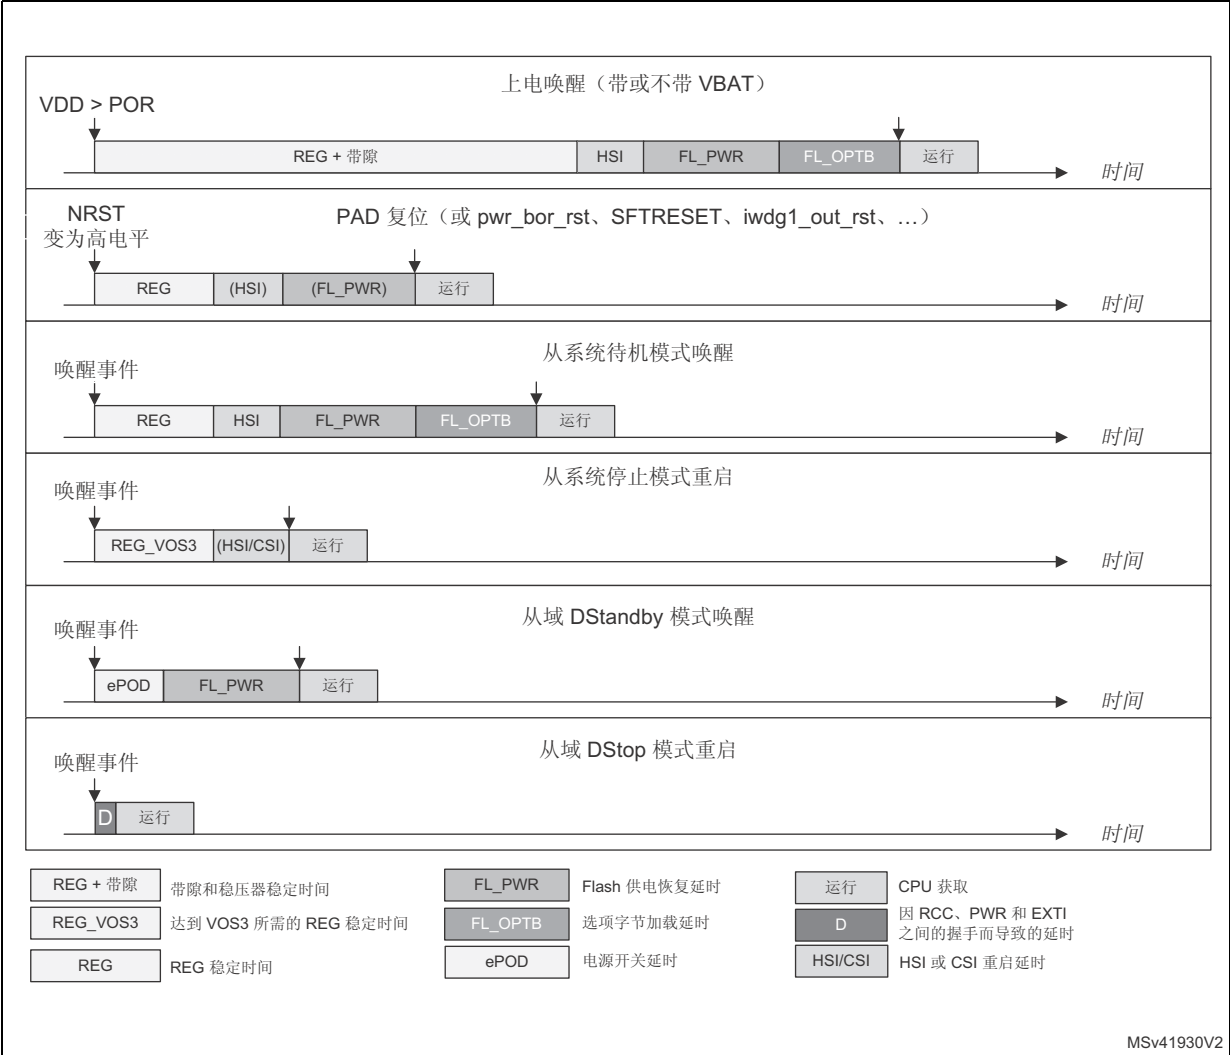 上电唤醒（带或不带 VBAT）
VDD > POR
REG + 带隙
HSI
FL_PWR
FL_OPTB
运行
时间
NRST
变为高电平
PAD 复位（或 pwr_bor_rst、SFTRESET、iwdg1_out_rst、…）
REG
(HSI)
(FL_PWR)
运行
时间
从系统待机模式唤醒
唤醒事件
REG
HSI
FL_PWR
FL_OPTB
运行
时间
从系统停止模式重启
唤醒事件
REG_VOS3
(HSI/CSI)
运行
时间
从域 DStandby 模式唤醒
唤醒事件
ePOD
FL_PWR
运行
时间
从域 DStop 模式重启
唤醒事件
D
运行
时间
REG + 带隙
带隙和稳压器稳定时间
REG_VOS3
达到 VOS3 所需的 REG 稳定时间
REG
REG 稳定时间
FL_PWR
Flash 供电恢复延时
FL_OPTB
选项字节加载延时
ePOD
电源开关延时
运行
CPU 获取
D
因 RCC、PWR 和 EXTI
之间的握手而导致的延时
HSI/CSI
HSI 或 CSI 重启延时
MSv41930V2